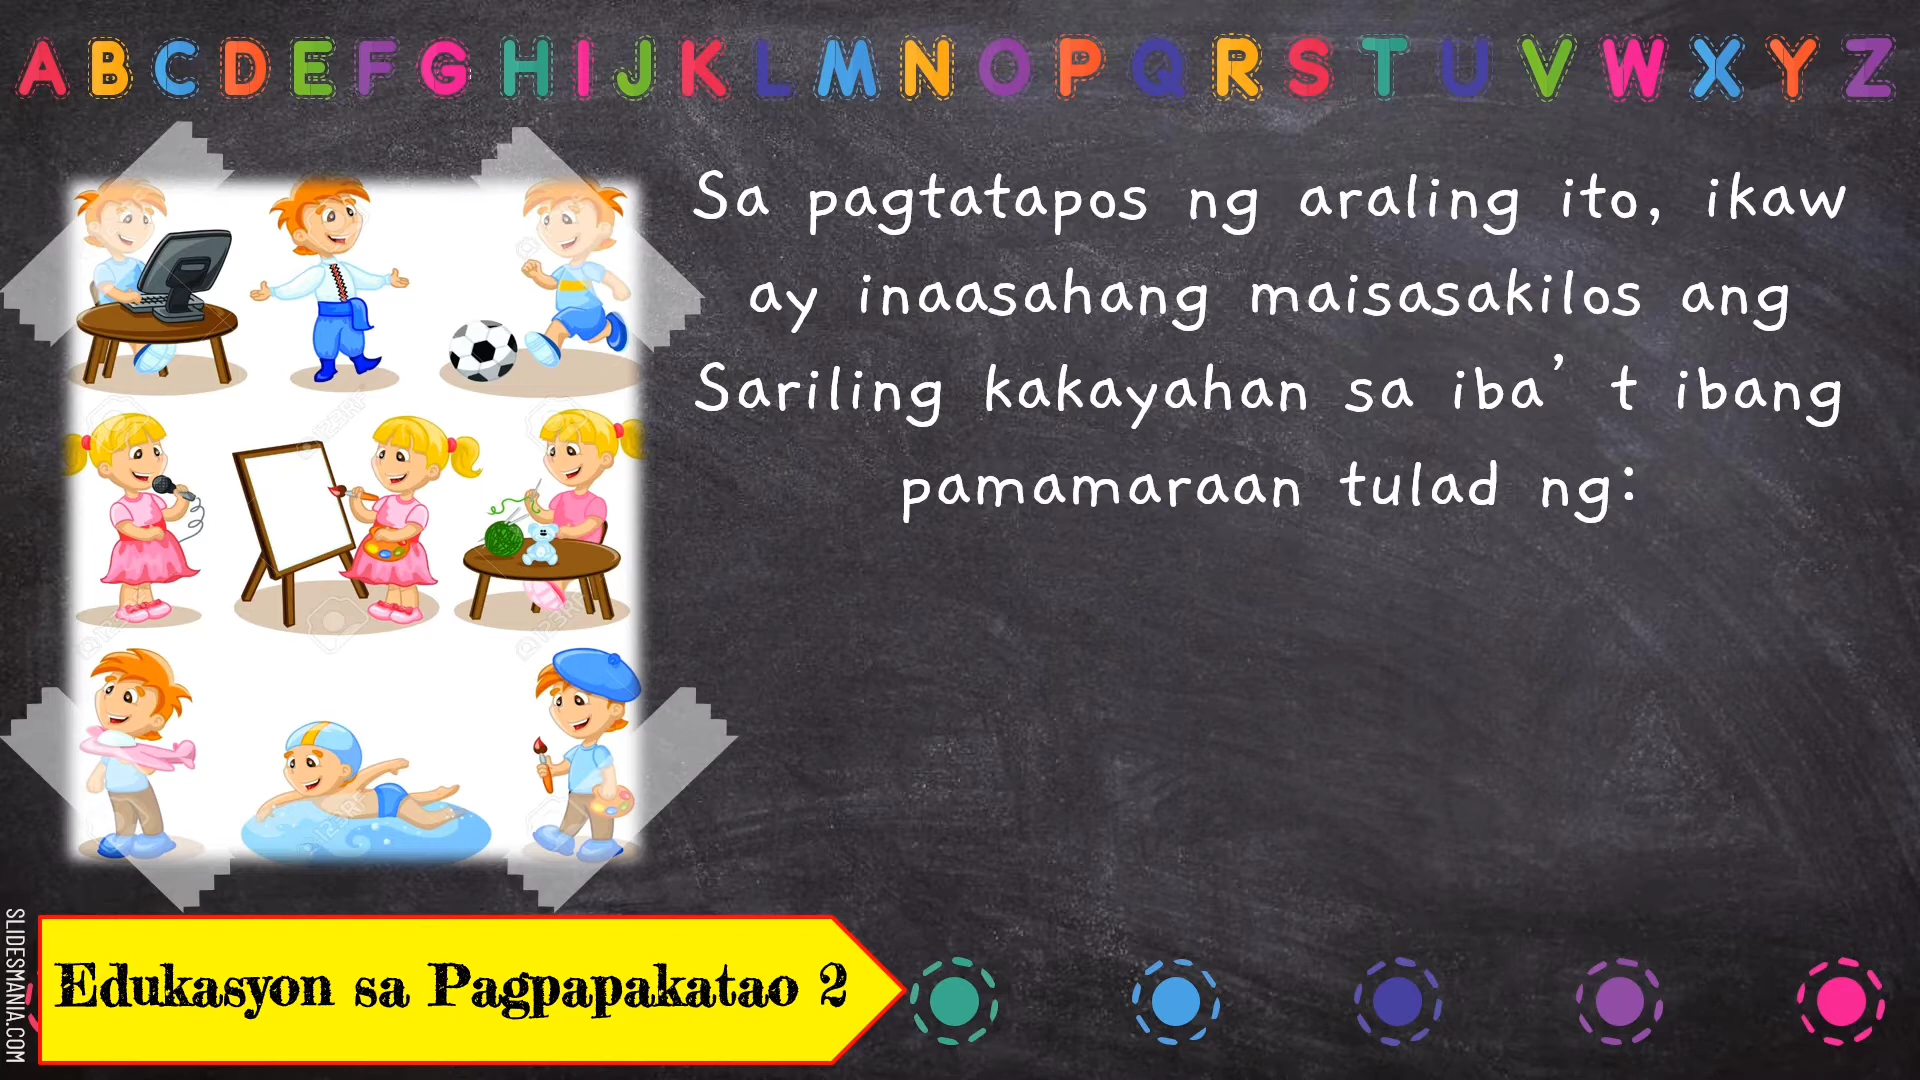 A B C D E F G H I J K L M N O P Q R S T U V W X Y Z
Sa pagtatapos ng araling ito, ikaw
ay inaasahang maisasakilos ang
Sariling kakayahan sa iba’ t ibang
pamamaraan tulad ng:
Edukasyon sa Pagpapakatao 2
SLIDESMANIA.COM